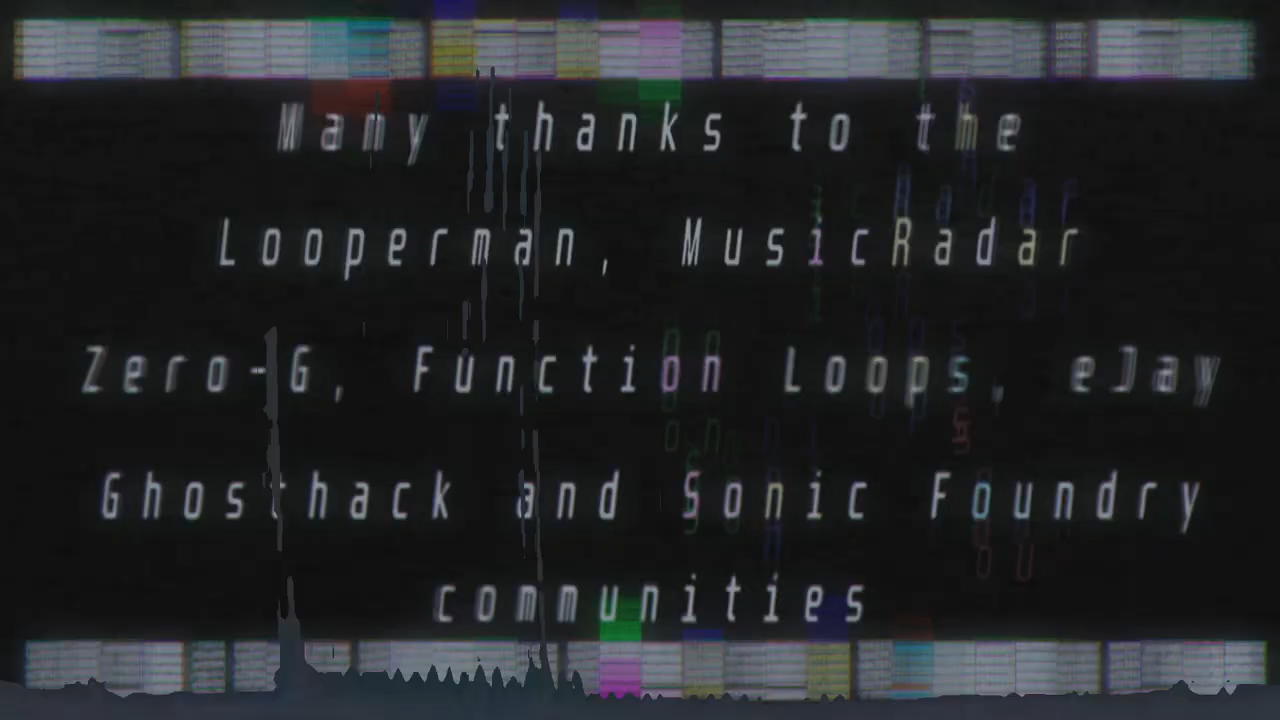 Many thanks to the
Looperman, MusicRadar
Zero-G, Function Loops, eJay
Ghosthack and Sonic Foundry
communities